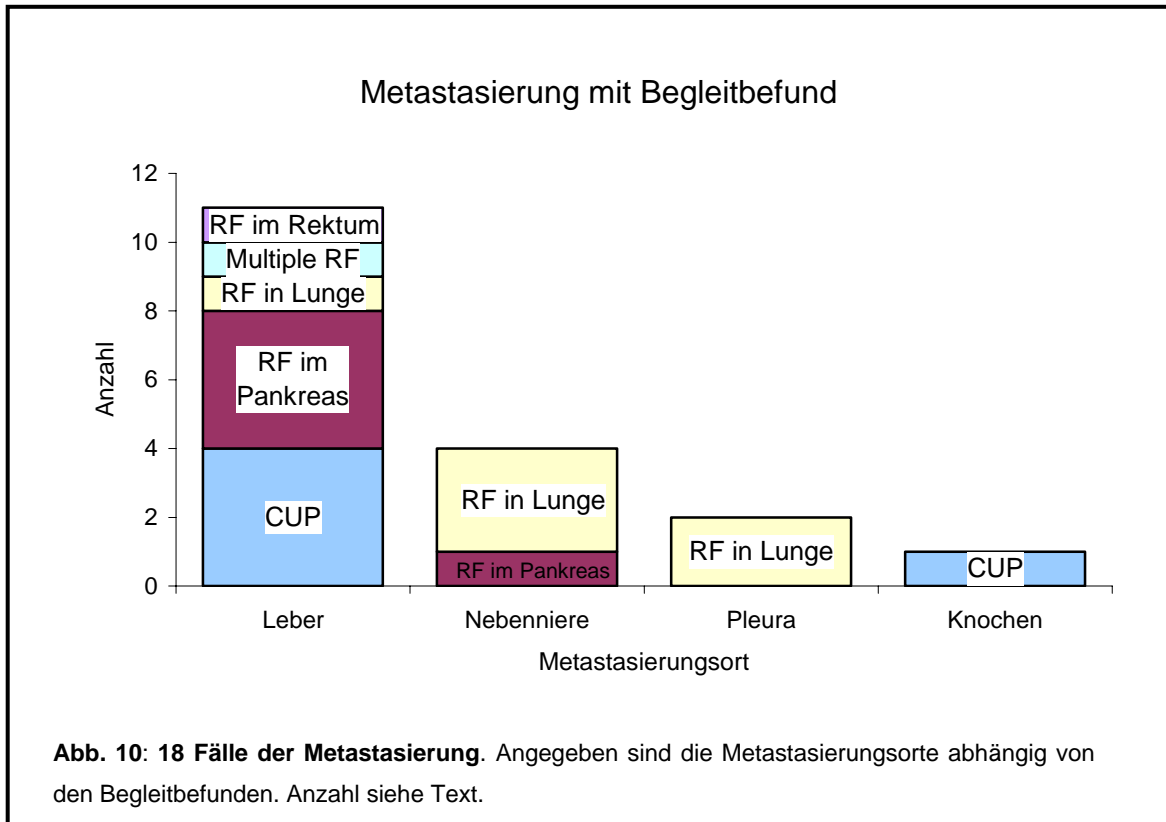 Metastasierung mit Begleitbefund
12
10
8
6
4
2
0
Anzahl
RF im Rektum
Multiple RF
RF in Lunge
RF im
Pankreas
CUP
RF in Lunge
RF im Pankreas
RF in Lunge
CUP
Leber
Nebenniere
Pleura
Knochen
Metastasierungsort
Abb. 10: 18 Fälle der Metastasierung. Angegeben sind die Metastasierungsorte abhängig von
den Begleitbefunden. Anzahl siehe Text.